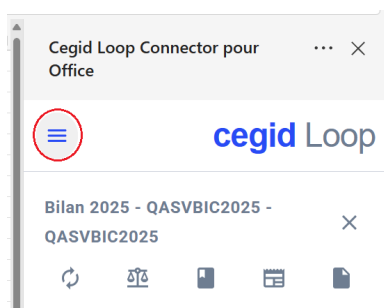 Cegid Loop Connector pour
Office
cegid Loop
Bilan 2025 - QASVBIC2025 -
QASVBIC2025